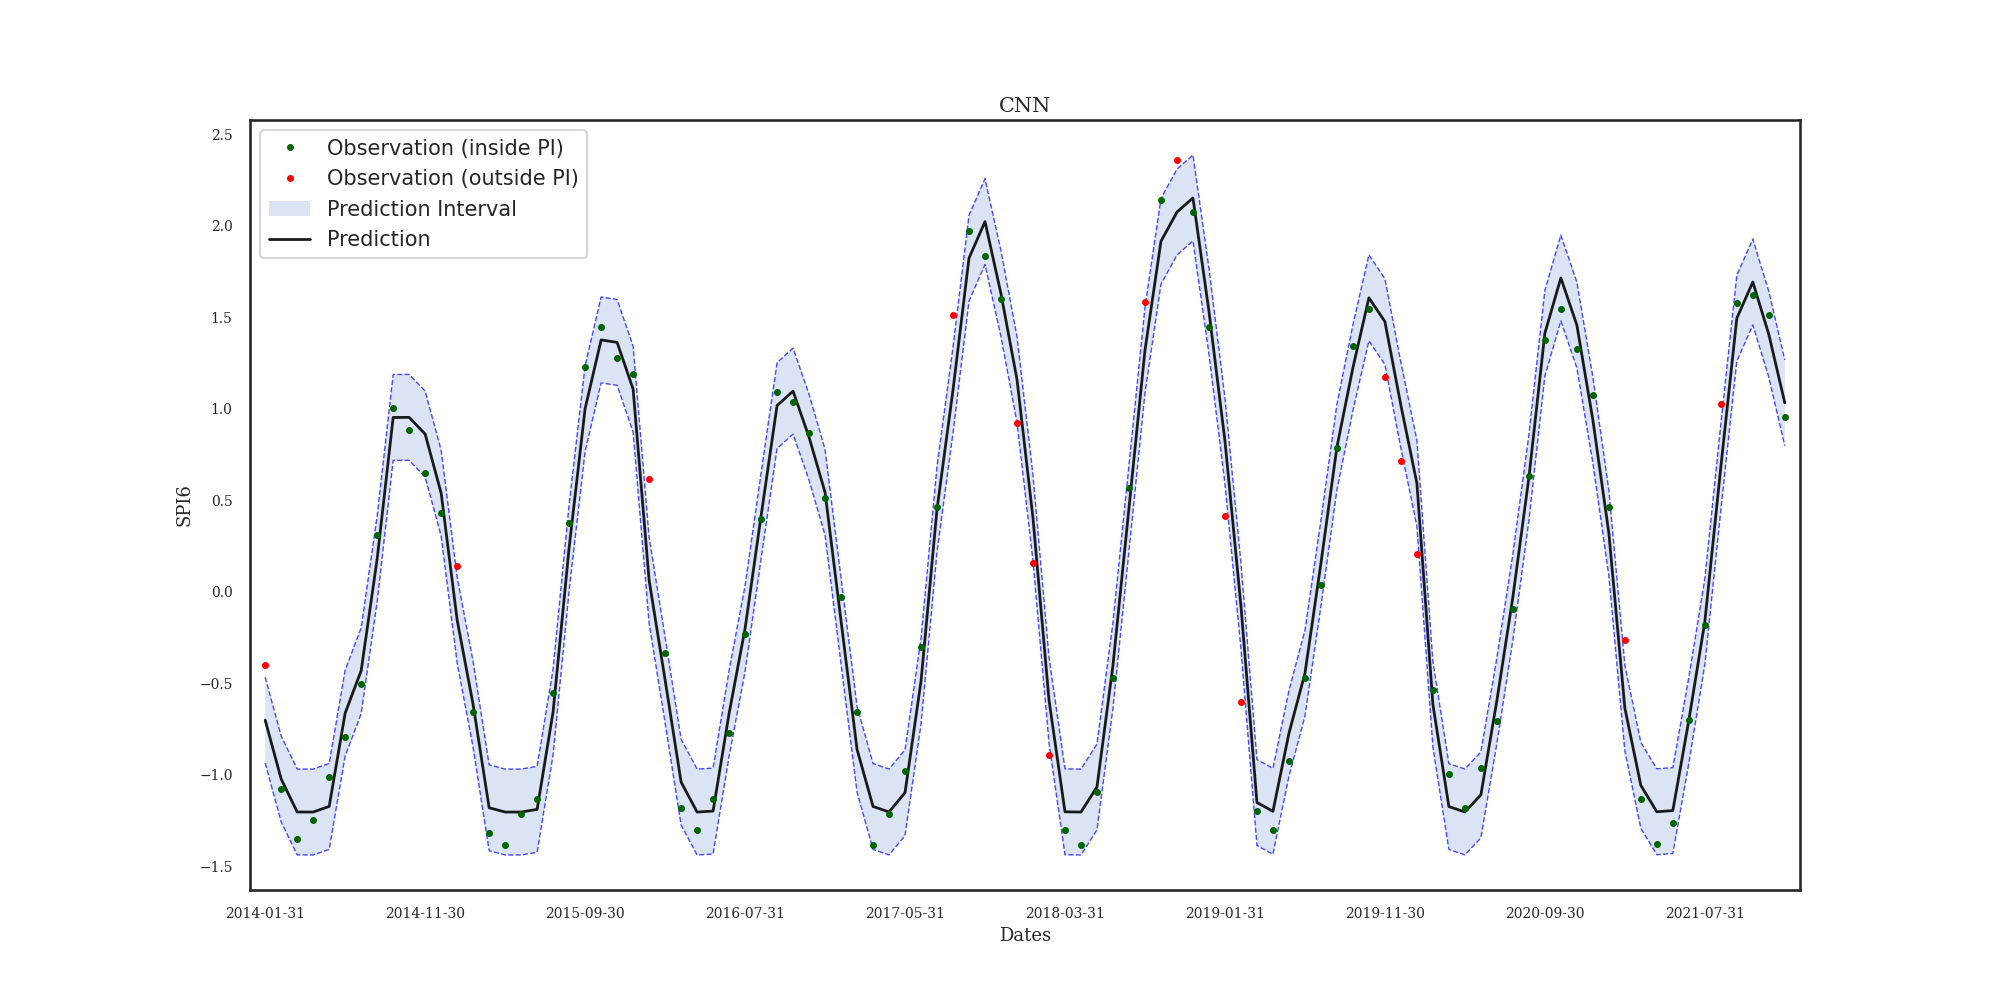 CNN
Observation (inside PI)
Observation (outside PI)
Prediction Interval
Prediction
2.5
2.0
1.5
1.0
0.5
0.0
−0.5
−1.0
−1.5
SPI6
2014-01-31 2014-11-30 2015-09-30 2016-07-31 2017-05-31 2018-03-31 2019-01-31 2019-11-30 2020-09-30 2021-07-31
Dates